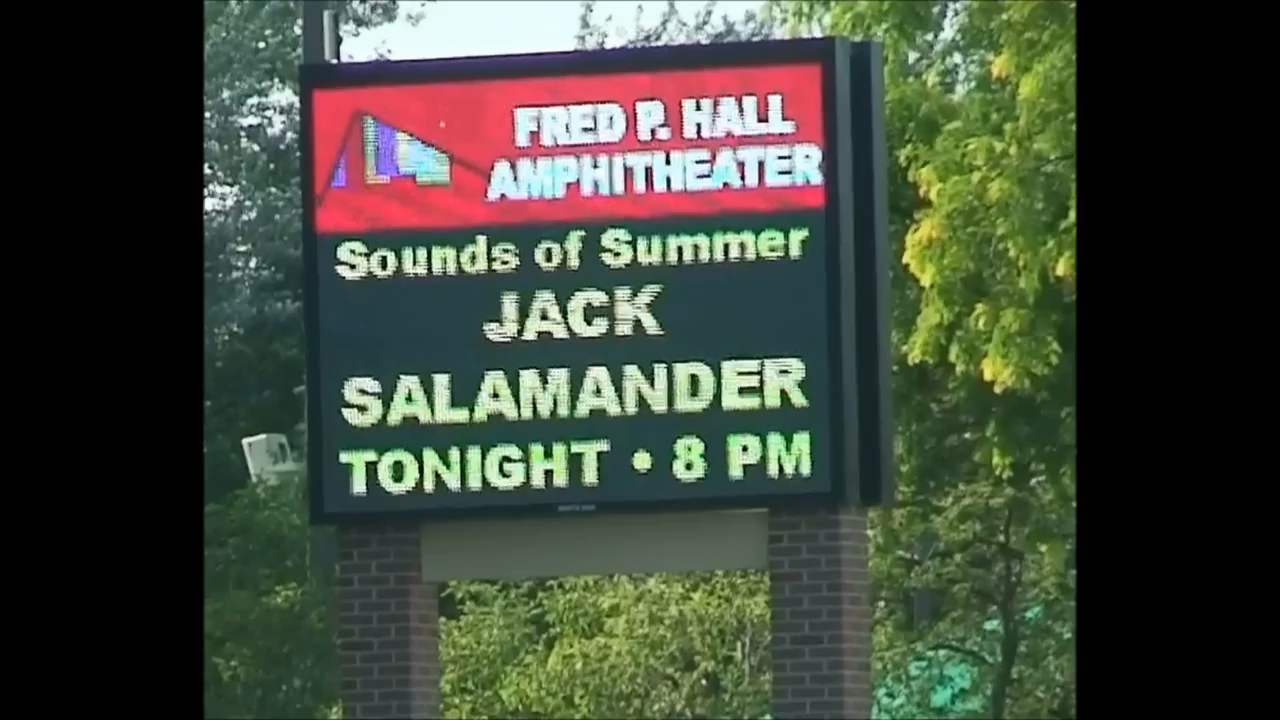 FRED P. HALL
AMPHITHEATER
Sounds of Summer
JACK
SALAMANDER
TONIGHT • 8 PM